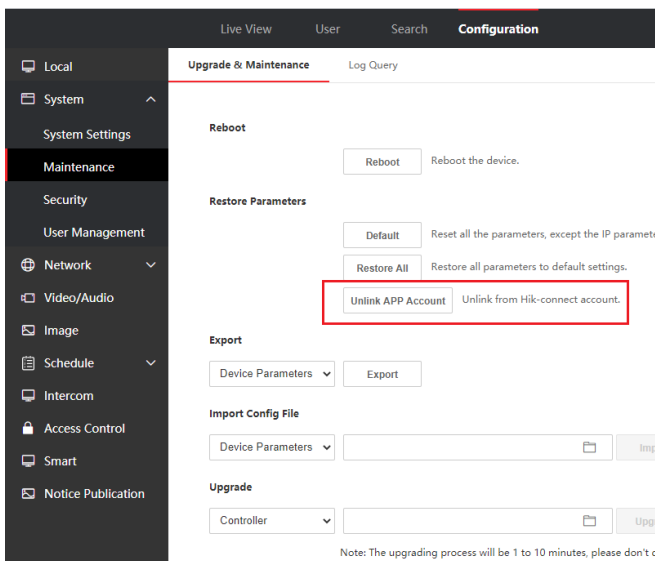 Live View User Search Configuration
Local
Upgrade & Maintenance Log Query
System
System Settings
Maintenance
Security
User Management
Network
Video/Audio
Image
Schedule
Intercom
Access Control
Smart
Notice Publication
Reboot
Reboot Reboot the device.
Restore Parameters
Default Reset all the parameters, except the IP
Restore All Restore all parameters to default settings.
Unlink APP Account Unlink from Hik-connect account.
Export
Device Parameters Export
Import Config File
Device Parameters
Upgrade
Controller
Note: The upgrading process will be 1 to 10 minutes, please don't